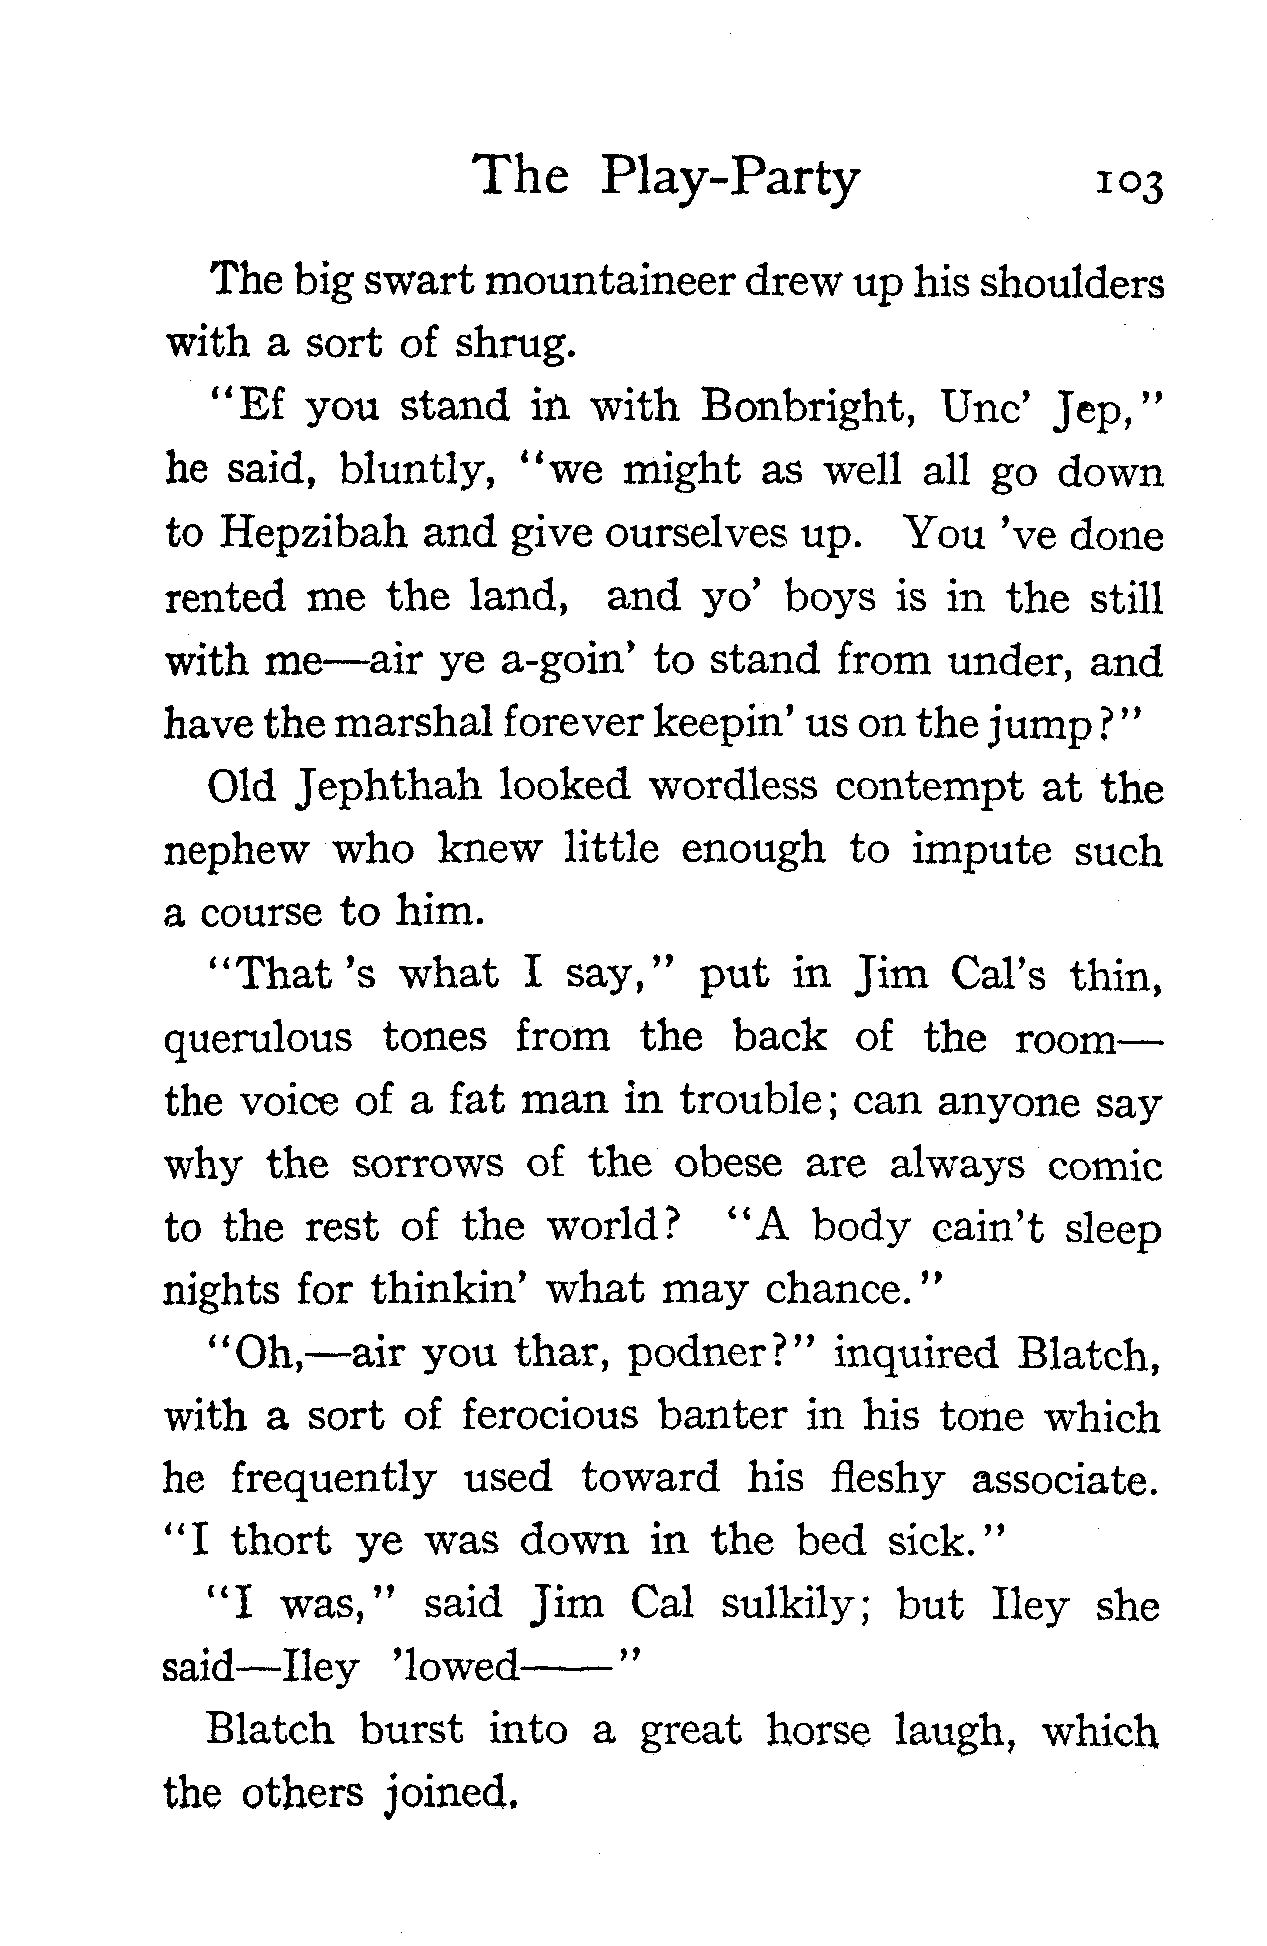 The Play-Party 103
The big swart mountaineer drew up his shoulders
with a sort of shrug.
"Ef you stand in with Bonbright, Unc' Jep,"
he said, bluntly, "we might as well all go down
to Hepzibah and give ourselves up. You 've done
rented me the land, and yo' boys is in the still
with me—air ye a-goin' to stand from under, and
have the marshal forever keepin' us on the jump?"
Old Jephthah looked wordless contempt at the
nephew who knew little enough to impute such
a course to him.
"That 's what I say," put in Jim Cal's thin,
querulous tones from the back of the room—
the voice of a fat man in trouble; can anyone say
why the sorrows of the obese are always comic
to the rest of the world? "A body cain't sleep
nights for thinkin' what may chance."
"Oh,—air you thar, podner?" inquired Blatch,
with a sort of ferocious banter in his tone which
he frequently used toward his fleshy associate.
"I thort ye was down in the bed sick."
"I was," said Jim Cal sulkily; but Iley she
said—Iley 'lowed——"
Blatch burst into a great horse laugh, which
the others joined.